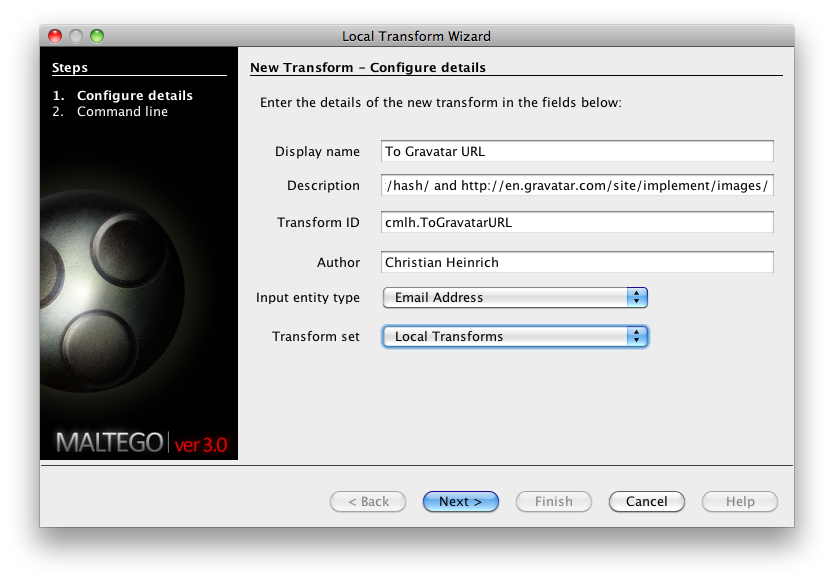 Local Transform Wizard
Steps
1. Configure details
2. Command line
New Transform – Configure details
Enter the details of the new transform in the fields below:
Display name To Gravatar URL
Description /hash/ and http://en.gravatar.com/site/implement/images/
Transform ID cmlh.ToGravatarURL
Author Christian Heinrich
Input entity type Email Address
Transform set Local Transforms
MALTEGO ver 3.0
< Back Next > Finish Cancel Help